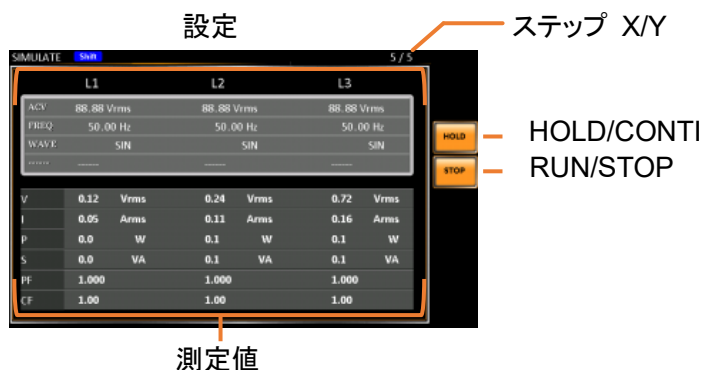 設定
ステップ X/Y
SIMULATE Shift 5 / 5
L1 L2 L3
ACV 88.88 Vrms 88.88 Vrms 88.88 Vrms
FREQ 50.00 Hz 50.00 Hz 50.00 Hz
WAVE SIN SIN SIN
------ ------ ------ ------
HOLD
HOLD/CONTI
STOP
RUN/STOP
V 0.12 Vrms 0.24 Vrms 0.72 Vrms
I 0.05 Arms 0.11 Arms 0.16 Arms
P 0.0 W 0.1 W 0.1 W
S 0.0 VA 0.1 VA 0.1 VA
PF 1.000 1.000 1.000
CF 1.00 1.00 1.00
測定値